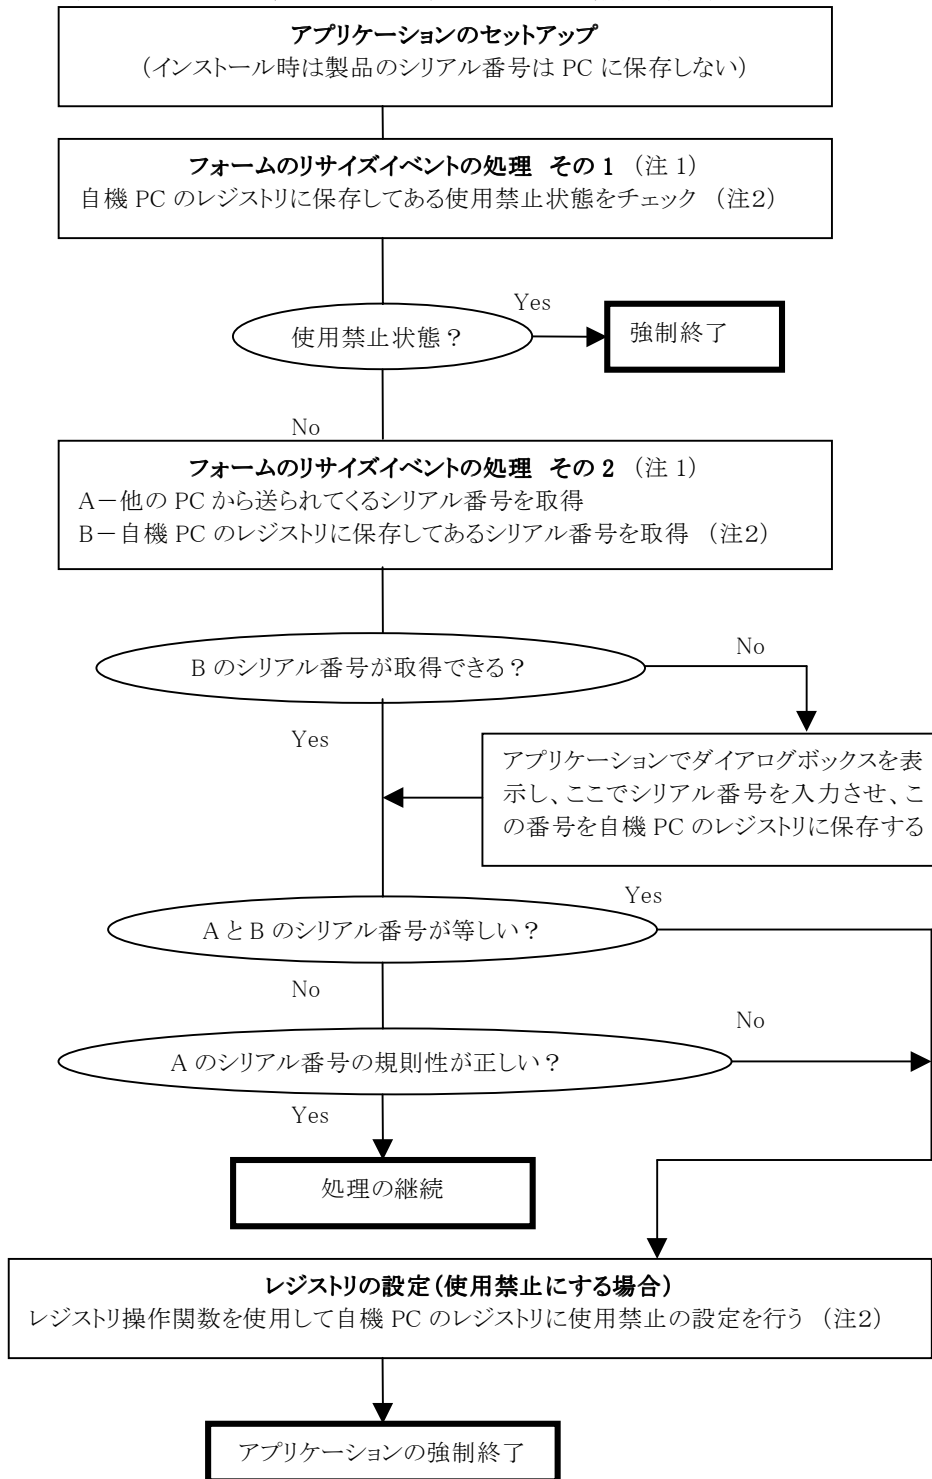 アプリケーションのセットアップ
（インストール時は製品のシリアル番号は PC に保存しない）
フォームのリサイズイベントの処理　その 1 （注 1）
自機 PC のレジストリに保存してある使用禁止状態をチェック （注2）
Yes
使用禁止状態？
強制終了
No
フォームのリサイズイベントの処理　その 2 （注 1）
A－他の PC から送られてくるシリアル番号を取得
B－自機 PC のレジストリに保存してあるシリアル番号を取得 （注2）
No
B のシリアル番号が取得できる？
Yes
アプリケーションでダイアログボックスを表
示し、ここでシリアル番号を入力させ、こ
の番号を自機 PC のレジストリに保存する
Yes
A と B のシリアル番号が等しい？
No
No
A のシリアル番号の規則性が正しい？
Yes
処理の継続
レジストリの設定（使用禁止にする場合）
レジストリ操作関数を使用して自機 PC のレジストリに使用禁止の設定を行う （注2）
アプリケーションの強制終了